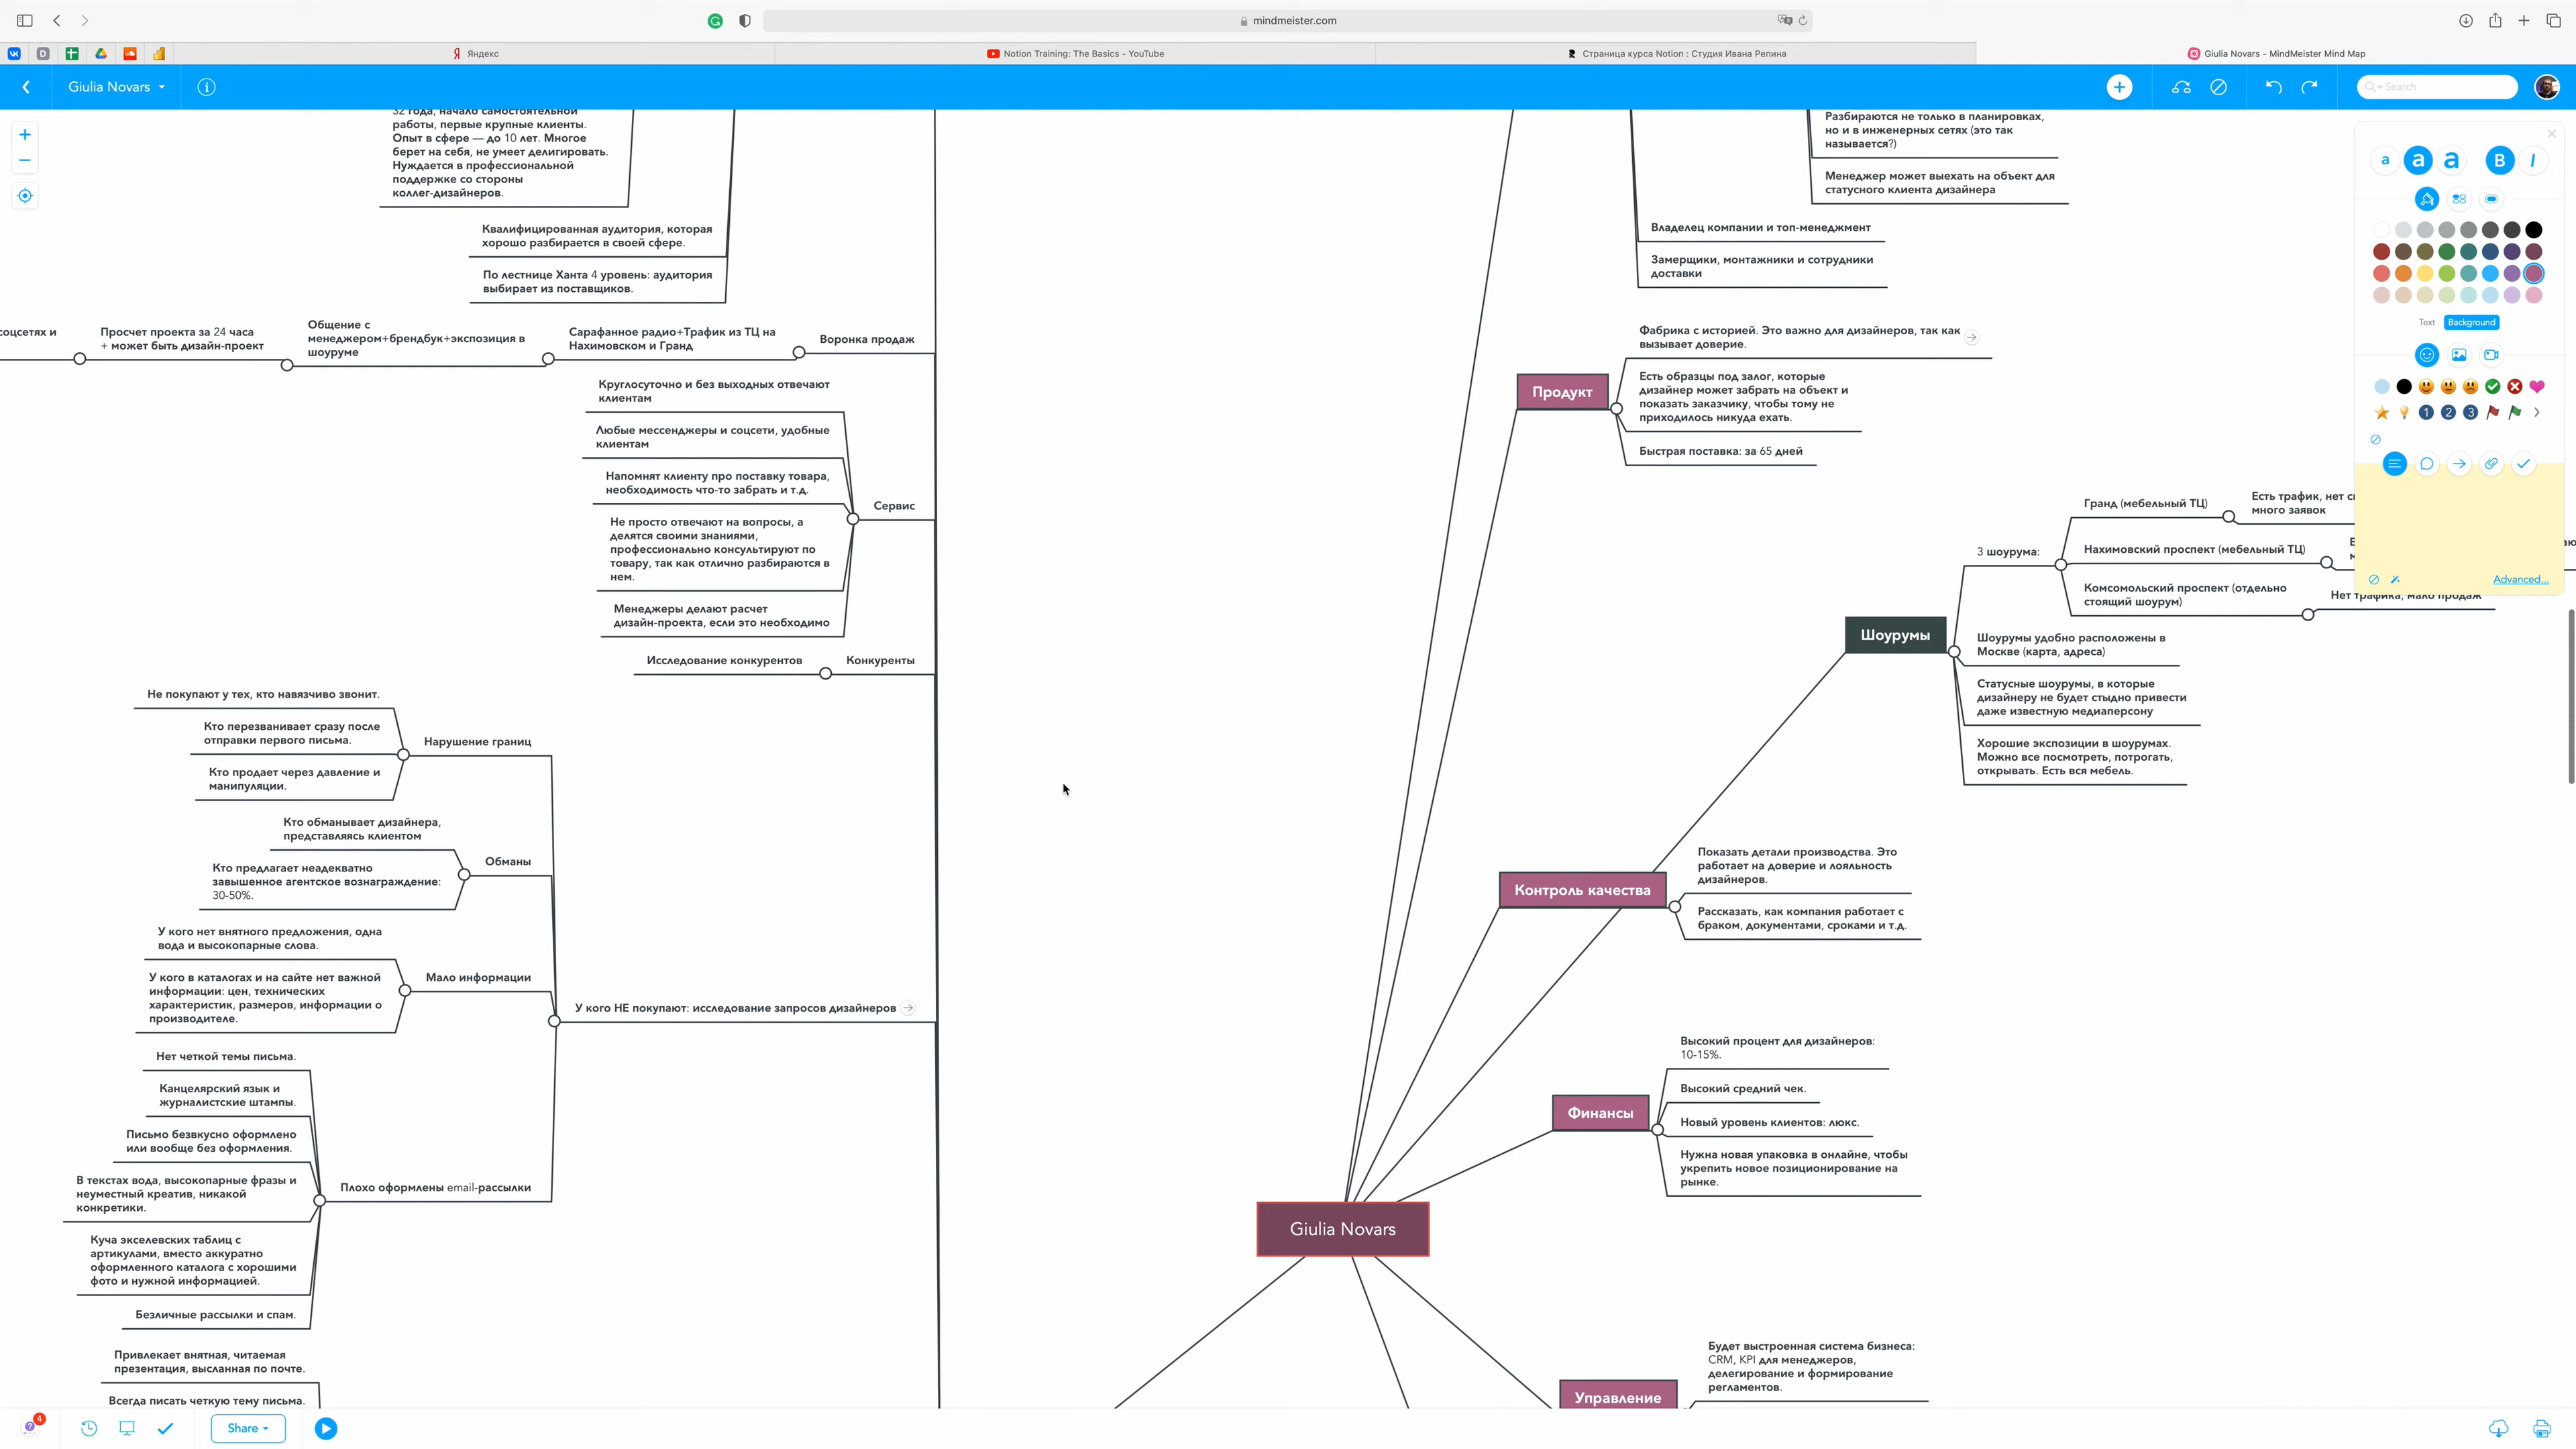 mindmeister.com
Яндекс
Notion Training: The Basics - YouTube
Страница курса Notion : Студия Ивана Репина
Giulia Novars - MindMeister Mind Map
Giulia Novars
Search
32 года, начало самостоятельной
работы, первые крупные клиенты.
Опыт в сфере — до 10 лет. Многое
берет на себя, не умеет делигировать.
Нуждается в профессиональной
поддержке со стороны
коллег-дизайнеров.
Квалифицированная аудитория, которая
хорошо разбирается в своей сфере.
По лестнице Ханта 4 уровень: аудитория
выбирает из поставщиков.
соцсетях и
Просчет проекта за 24 часа
+ может быть дизайн-проект
Общение с
менеджером+брендбук+экспозиция в
шоуруме
Сарафанное радио+Трафик из ТЦ на
Нахимовском и Гранд
Воронка продаж
Круглосуточно и без выходных отвечают
клиентам
Любые мессенджеры и соцсети, удобные
клиентам
Напомнят клиенту про поставку товара,
необходимость что-то забрать и т.д.
Не просто отвечают на вопросы, а
делятся своими знаниями,
профессионально консультируют по
товару, так как отлично разбираются в
нем.
Менеджеры делают расчет
дизайн-проекта, если это необходимо
Сервис
Исследование конкурентов
Конкуренты
Не покупают у тех, кто навязчиво звонит.
Кто перезванивает сразу после
отправки первого письма.
Кто продает через давление и
манипуляции.
Нарушение границ
Кто обманывает дизайнера,
представляясь клиентом
Кто предлагает неадекватно
завышенное агентское вознаграждение:
30-50%.
Обманы
У кого нет внятного предложения, одна
вода и высокопарные слова.
У кого в каталогах и на сайте нет важной
информации: цен, технических
характеристик, размеров, информации о
производителе.
Мало информации
У кого НЕ покупают: исследование запросов дизайнеров
Нет четкой темы письма.
Канцелярский язык и
журналистские штампы.
Письмо безвкусно оформлено
или вообще без оформления.
В текстах вода, высокопарные фразы и
неуместный креатив, никакой
конкретики.
Куча экселевских таблиц с
артикулами, вместо аккуратно
оформленного каталога с хорошими
фото и нужной информацией.
Безличные рассылки и спам.
Плохо оформлены email-рассылки
Привлекает внятная, читаемая
презентация, высланная по почте.
Всегда писать четкую тему письма.
Разбираются не только в планировках,
но и в инженерных сетях (это так
называется?)
Менеджер может выехать на объект для
статусного клиента дизайнера
Владелец компании и топ-менеджмент
Замерщики, монтажники и сотрудники
доставки
Продукт
Фабрика с историей. Это важно для дизайнеров, так как
вызывает доверие.
Есть образцы под залог, которые
дизайнер может забрать на объект и
показать заказчику, чтобы тому не
приходилось никуда ехать.
Быстрая поставка: за 65 дней
Шоурумы
3 шоурума:
Гранд (мебельный ТЦ)
Есть трафик, нет
много заявок
Нахимовский проспект (мебельный ТЦ)
Комсомольский проспект (отдельно
стоящий шоурум)
Нет трафика, мало продаж
Шоурумы удобно расположены в
Москве (карта, адреса)
Статусные шоурумы, в которые
дизайнеру не будет стыдно привести
даже известную медиаперсону
Хорошие экспозиции в шоурумах.
Можно все посмотреть, потрогать,
открывать. Есть вся мебель.
Контроль качества
Показать детали производства. Это
работает на доверие и лояльность
дизайнеров.
Рассказать, как компания работает с
браком, документами, сроками и т.д.
Финансы
Высокий процент для дизайнеров:
10-15%.
Высокий средний чек.
Новый уровень клиентов: люкс.
Нужна новая упаковка в онлайне, чтобы
укрепить новое позиционирование на
рынке.
Giulia Novars
Управление
Будет выстроенная система бизнеса:
CRM, KPI для менеджеров,
делегирование и формирование
регламентов.
a a a B I
Text Background
1 2 3
Advanced...
4
Share